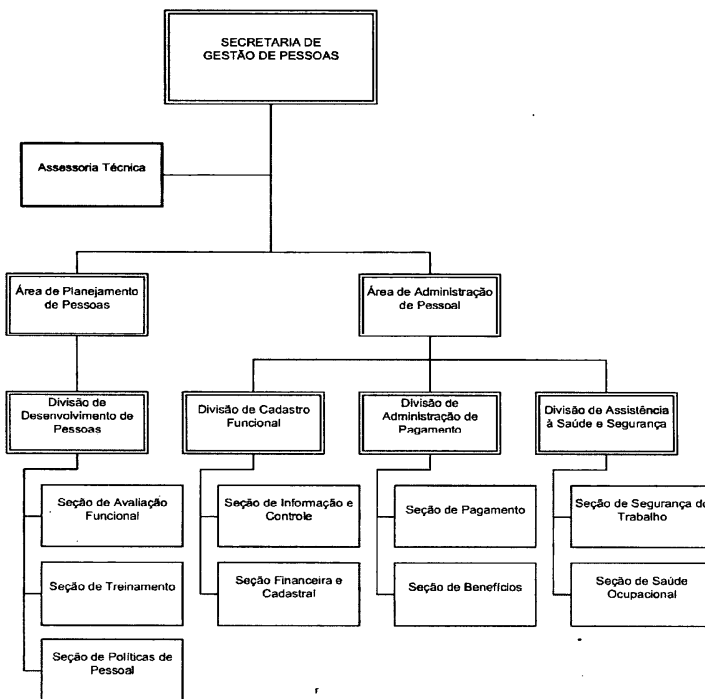 SECRETARIA DE
GESTÃO DE PESSOAS
Assessoria Técnica
Área de Planejamento
de Pessoas
Área de Administração
de Pessoal
Divisão de
Desenvolvimento de
Pessoas
Divisão de Cadastro
Funcional
Divisão de
Administração de
Pagamento
Divisão de Assistência
à Saúde e Segurança
Seção de Avaliação
Funcional
Seção de Informação e
Controle
Seção de Pagamento
Seção de Segurança do
Trabalho
Seção de Treinamento
Seção Financeira e
Cadastral
Seção de Benefícios
Seção de Saúde
Ocupacional
Seção de Políticas de
Pessoal